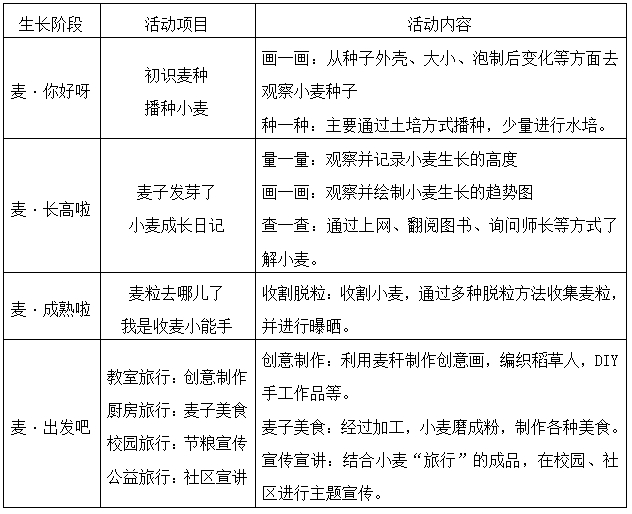 生长阶段 活动项目 活动内容
麦·你好呀
初识麦种
播种小麦
画一画：从种子外壳、大小、泡制后变化等方面去
观察小麦种子
种一种：主要通过土培方式播种，少量进行水培。
麦·长高啦
麦子发芽了
小麦成长日记
量一量：观察并记录小麦生长的高度
画一画：观察并绘制小麦生长的趋势图
查一查：通过上网、翻阅图书、询问师长等方式了
解小麦。
麦·成熟啦
麦粒去哪儿了
我是收麦小能手
收割脱粒：收割小麦，通过多种脱粒方法收集麦粒，
并进行曝晒。
麦·出发吧
教室旅行：创意制作
厨房旅行：麦子美食
校园旅行：节粮宣传
公益旅行：社区宣讲
创意制作：利用麦秆制作创意画，编织稻草人，DIY
手工作品等。
麦子美食：经过加工，小麦磨成粉，制作各种美食。
宣传宣讲：结合小麦“旅行”的成品，在校园、社
区进行主题宣传。